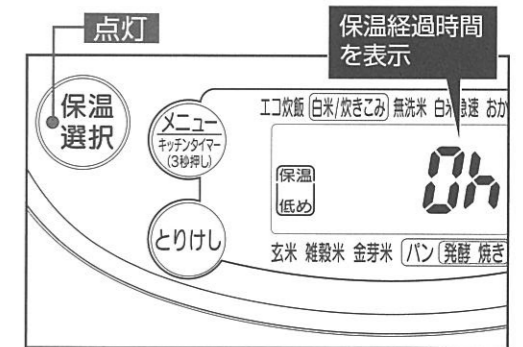 点灯
保温経過時間
を表示
保温
選択
メニュー
キッチンタイマー
(3秒押し)
とりけし
エコ炊飯 白米/炊きこみ 無洗米 白米急速 おか
保温
低め
0h
玄米 雑穀米 金芽米 パン 発酵 焼き